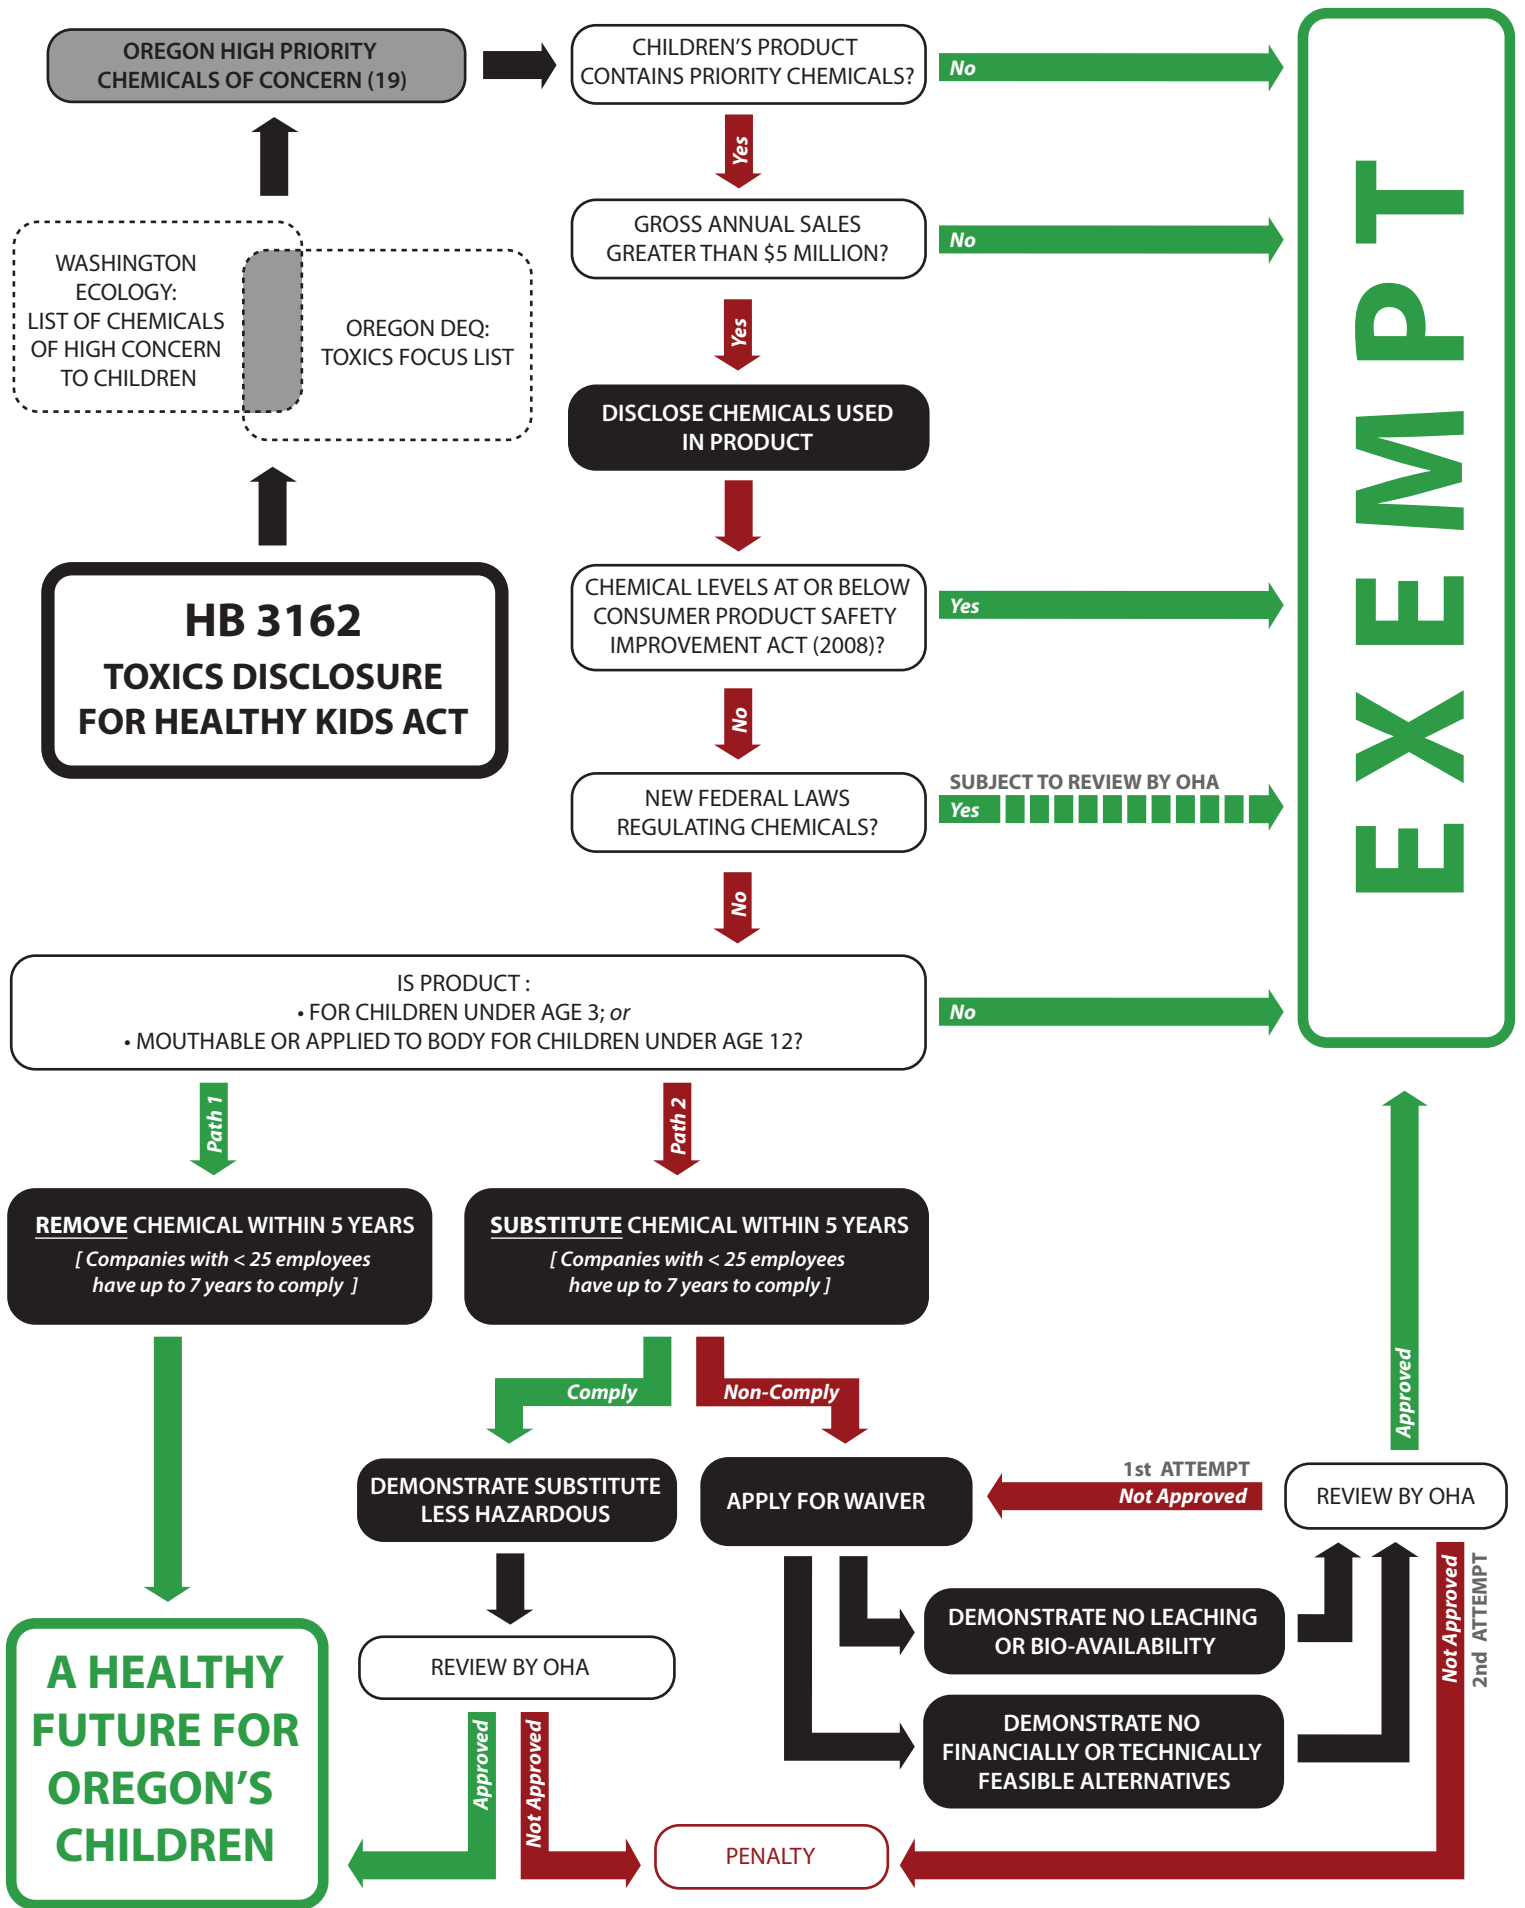 OREGON HIGH PRIORITY
CHEMICALS OF CONCERN (19)
CHILDREN'S PRODUCT
CONTAINS PRIORITY CHEMICALS?
No
Yes
WASHINGTON
ECOLOGY:
LIST OF CHEMICALS
OF HIGH CONCERN
TO CHILDREN
OREGON DEQ:
TOXICS FOCUS LIST
GROSS ANNUAL SALES
GREATER THAN $5 MILLION?
No
Yes
DISCLOSE CHEMICALS USED
IN PRODUCT
HB 3162
TOXICS DISCLOSURE
FOR HEALTHY KIDS ACT
CHEMICAL LEVELS AT OR BELOW
CONSUMER PRODUCT SAFETY
IMPROVEMENT ACT (2008)?
Yes
No
NEW FEDERAL LAWS
REGULATING CHEMICALS?
SUBJECT TO REVIEW BY OHA
Yes
No
EXEMPT
IS PRODUCT :
• FOR CHILDREN UNDER AGE 3; or
• MOUTHABLE OR APPLIED TO BODY FOR CHILDREN UNDER AGE 12?
No
Path 1
Path 2
REMOVE CHEMICAL WITHIN 5 YEARS
[ Companies with < 25 employees
have up to 7 years to comply ]
SUBSTITUTE CHEMICAL WITHIN 5 YEARS
[ Companies with < 25 employees
have up to 7 years to comply ]
Comply
Non-Comply
Approved
DEMONSTRATE SUBSTITUTE
LESS HAZARDOUS
APPLY FOR WAIVER
1st ATTEMPT
Not Approved
REVIEW BY OHA
DEMONSTRATE NO LEACHING
OR BIO-AVAILABILITY
Not Approved
2nd ATTEMPT
REVIEW BY OHA
DEMONSTRATE NO
FINANCIALLY OR TECHNICALLY
FEASIBLE ALTERNATIVES
Approved
Not Approved
A HEALTHY
FUTURE FOR
OREGON'S
CHILDREN
PENALTY